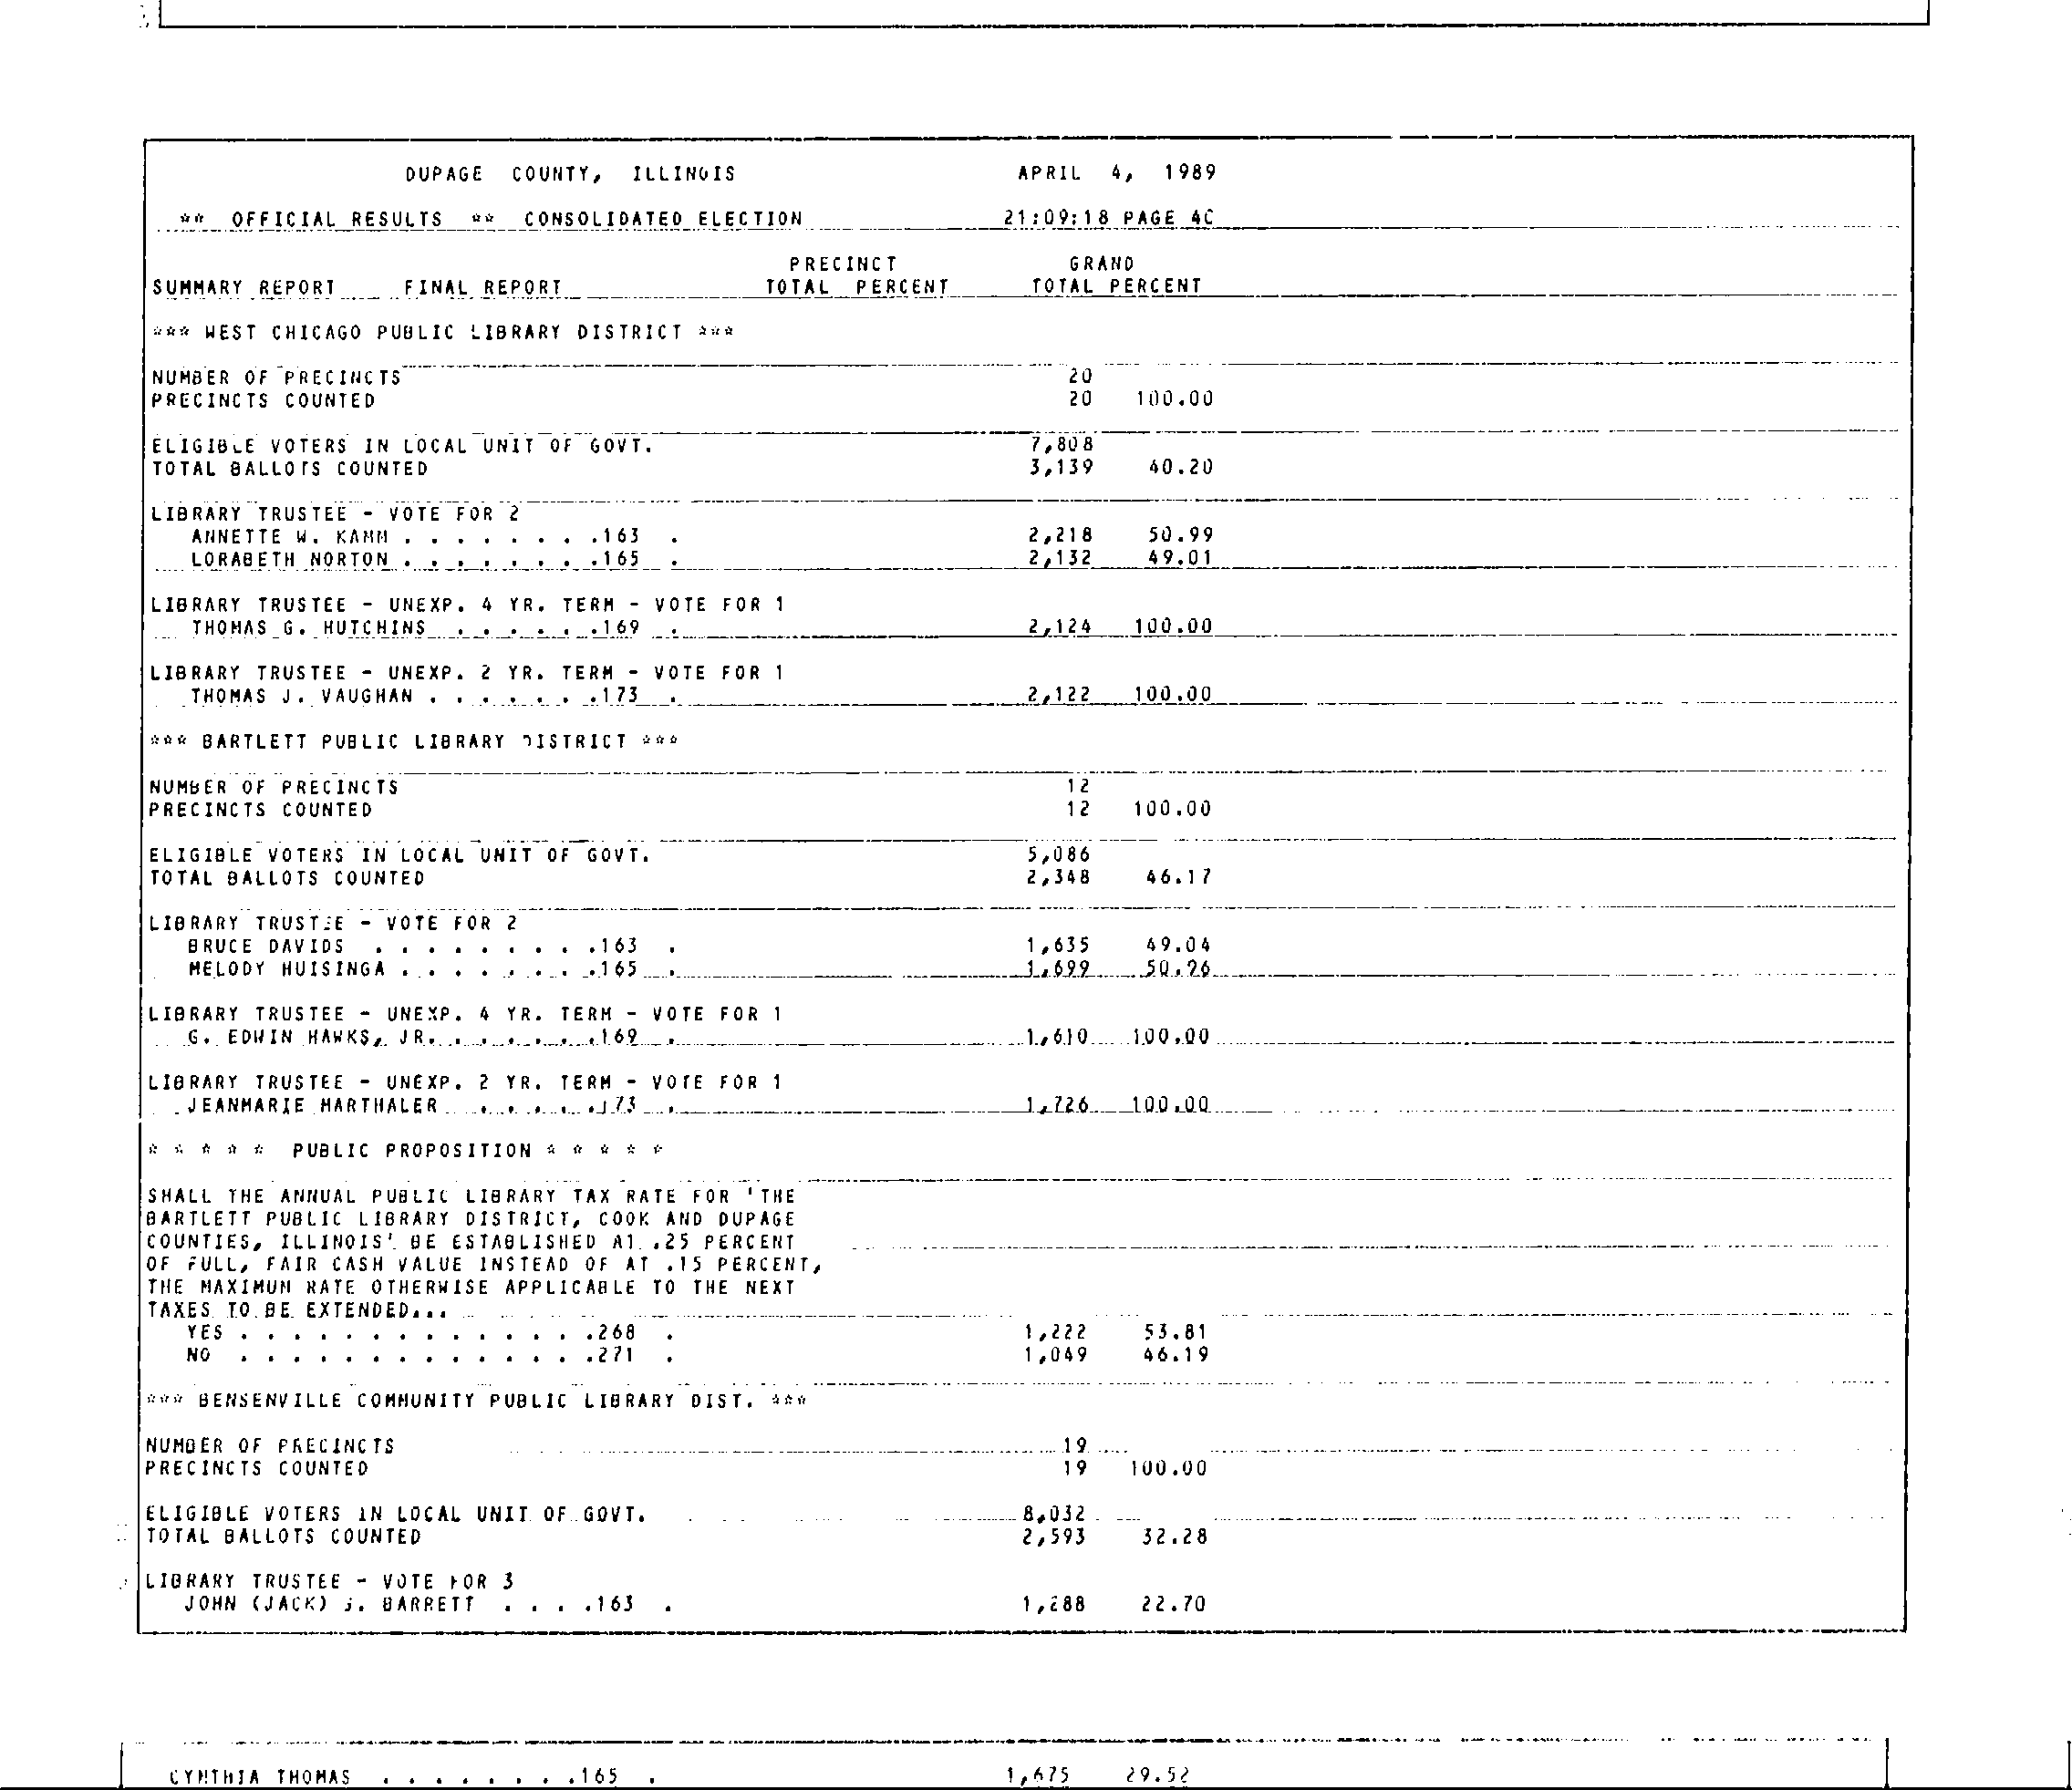 DUPAGE COUNTY, ILLINOIS APRIL 4, 1989
** OFFICIAL RESULTS ** CONSOLIDATED ELECTION 21:09:18 PAGE 4C
PRECINCT GRAND
SUMMARY REPORT FINAL REPORT TOTAL PERCENT TOTAL PERCENT
*** WEST CHICAGO PUBLIC LIBRARY DISTRICT ***
NUMBER OF PRECINCTS 20
PRECINCTS COUNTED 20 100.00
ELIGIBLE VOTERS IN LOCAL UNIT OF GOVT. 7,808
TOTAL BALLOTS COUNTED 3,139 40.20
LIBRARY TRUSTEE - VOTE FOR 2
ANNETTE W. KAMM . . . . . . . .163 . 2,218 50.99
LORABETH NORTON . . . . . . . .165 . 2,132 49.01
LIBRARY TRUSTEE - UNEXP. 4 YR. TERM - VOTE FOR 1
THOMAS G. HUTCHINS . . . . . .169 . 2,124 100.00
LIBRARY TRUSTEE - UNEXP. 2 YR. TERM - VOTE FOR 1
THOMAS J. VAUGHAN . . . . . . .173 . 2,122 100.00
*** BARTLETT PUBLIC LIBRARY DISTRICT ***
NUMBER OF PRECINCTS 12
PRECINCTS COUNTED 12 100.00
ELIGIBLE VOTERS IN LOCAL UNIT OF GOVT. 5,086
TOTAL BALLOTS COUNTED 2,348 46.17
LIBRARY TRUSTEE - VOTE FOR 2
BRUCE DAVIDS . . . . . . . . .163 . 1,635 49.04
MELODY HUISINGA . . . . . . . .165 . 1,699 50.96
LIBRARY TRUSTEE - UNEXP. 4 YR. TERM - VOTE FOR 1
G. EDWIN HAWKS, JR. . . . . . .169 . 1,610 100.00
LIBRARY TRUSTEE - UNEXP. 2 YR. TERM - VOTE FOR 1
JEANMARIE MARTHALER . . . . . .173 . 1,726 100.00
* * * * * PUBLIC PROPOSITION * * * * *
SHALL THE ANNUAL PUBLIC LIBRARY TAX RATE FOR 'THE
BARTLETT PUBLIC LIBRARY DISTRICT, COOK AND DUPAGE
COUNTIES, ILLINOIS' BE ESTABLISHED AT .25 PERCENT
OF FULL, FAIR CASH VALUE INSTEAD OF AT .15 PERCENT,
THE MAXIMUM RATE OTHERWISE APPLICABLE TO THE NEXT
TAXES TO BE EXTENDED...
YES . . . . . . . . . . . . . .268 . 1,222 53.81
NO . . . . . . . . . . . . . .271 . 1,049 46.19
*** BENSENVILLE COMMUNITY PUBLIC LIBRARY DIST. ***
NUMBER OF PRECINCTS 19
PRECINCTS COUNTED 19 100.00
ELIGIBLE VOTERS IN LOCAL UNIT OF GOVT. 8,032
TOTAL BALLOTS COUNTED 2,593 32.28
LIBRARY TRUSTEE - VOTE FOR 3
JOHN (JACK) J. BARRETT . . . .163 . 1,288 22.70
CYNTHIA THOMAS . . . . . . . .165 . 1,675 29.52